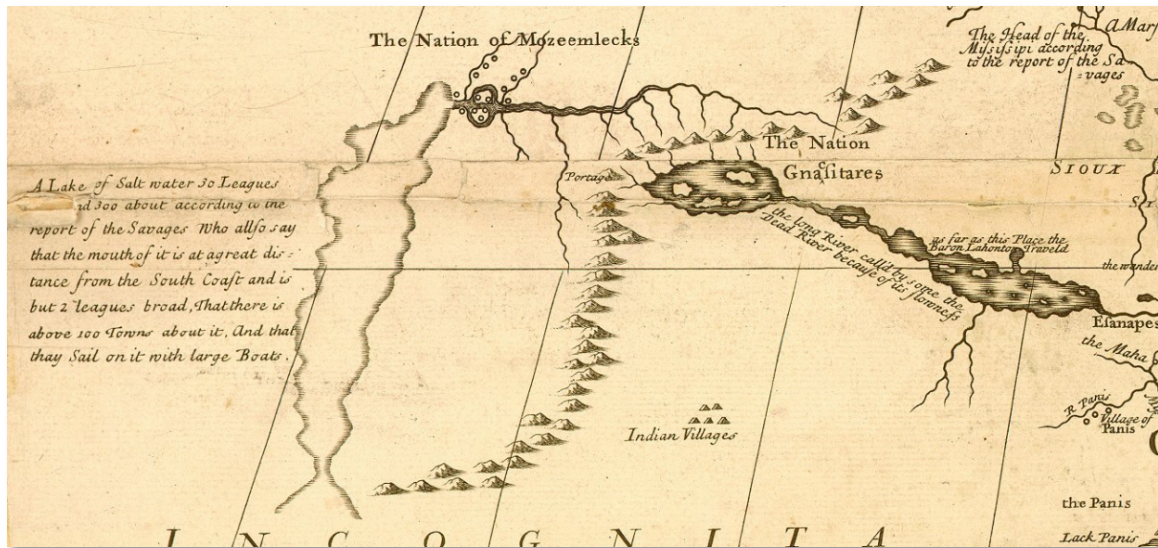 The Nation of Mozeemlecks
The Head of the
Misisipi according
to the report of the Sa-
-vages
A Mars
The Nation
Gnasitares
Portage
SIOUX
S I
A Lake of Salt water 30 Leagues
300 about according to the
report of the Savages Who allso say
that the mouth of it is at agreat dis:
tance from the South Coast and is
but 2 leagues broad, That there is
above 100 Towns about it, And that
thay Sail on it with large Boats.
the long River call'd by some the
Dead River because of its slowness
as far as this Place the
Baron Lahonton Traveld
the wander
Esanapes
the Maha
R Panis
Village of
Panis
Indian Villages
the Panis
Lack Panis
INCOGNITA